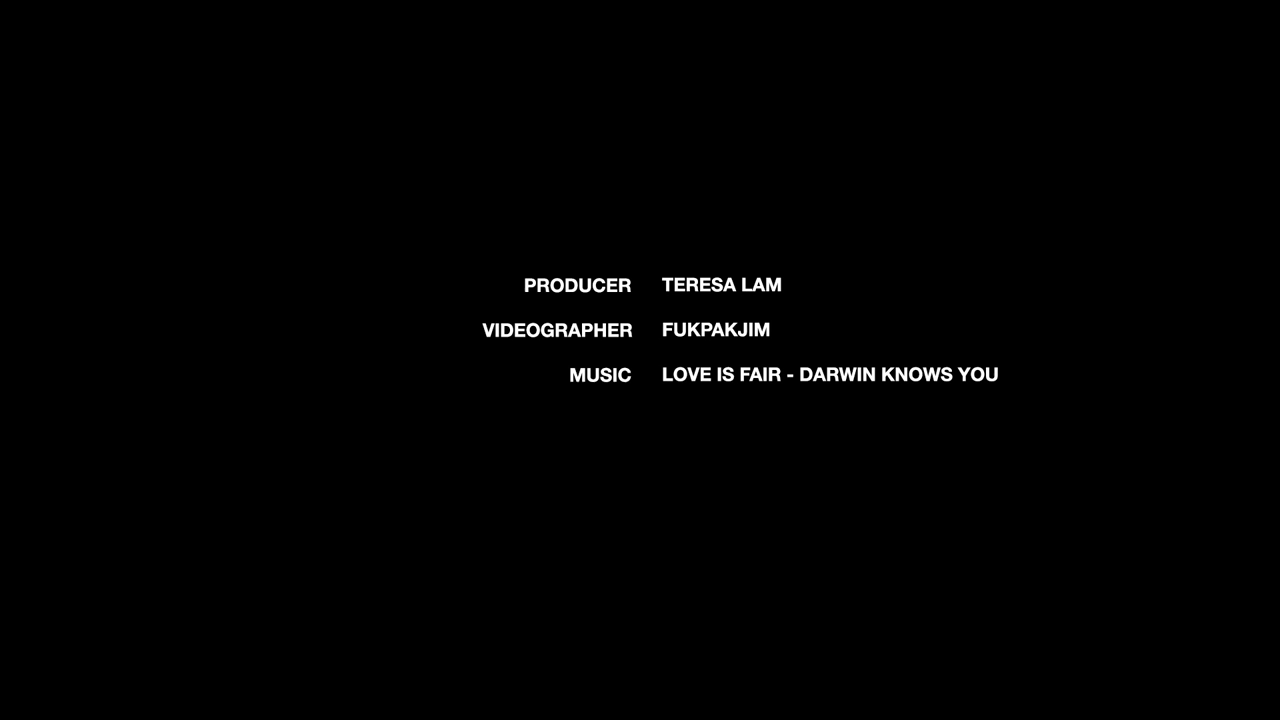 PRODUCER TERESA LAM
VIDEOGRAPHER FUKPAKJIM
MUSIC LOVE IS FAIR - DARWIN KNOWS YOU